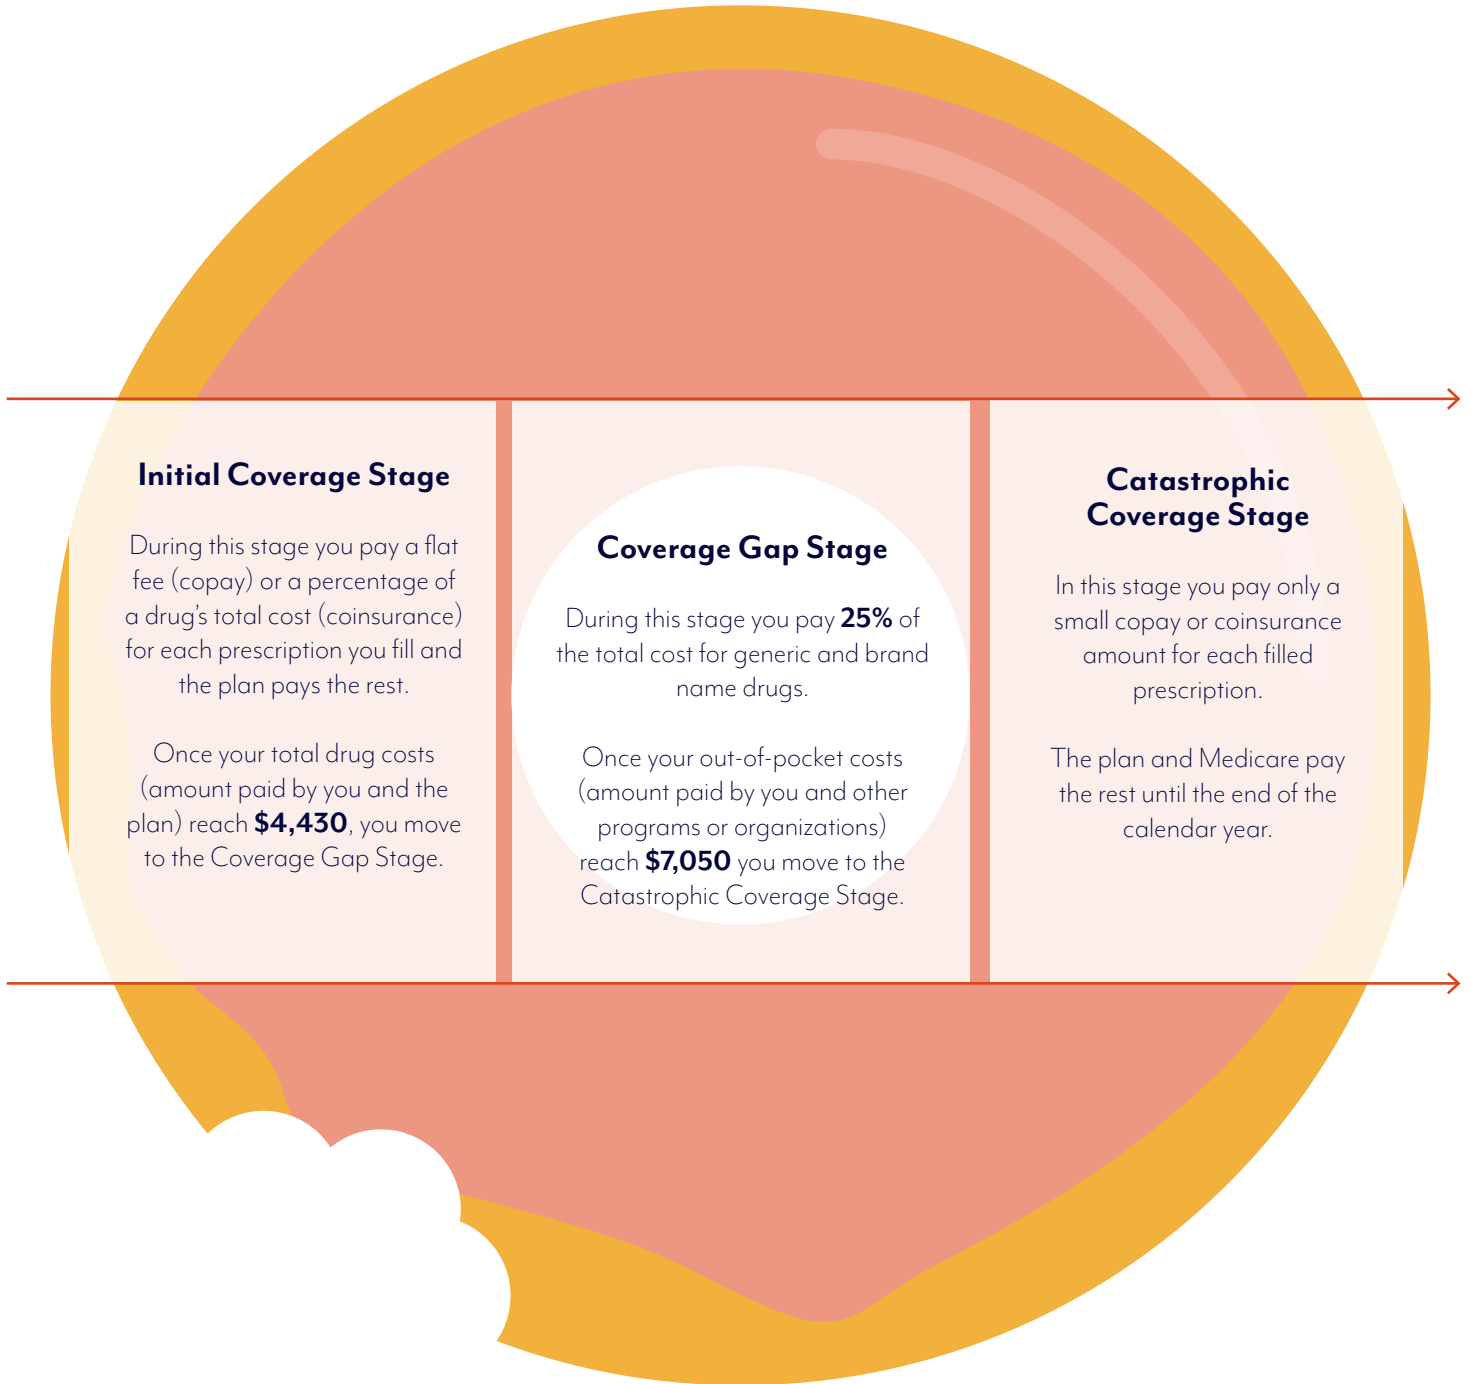 Initial Coverage Stage
During this stage you pay a flat
fee (copay) or a percentage of
a drug's total cost (coinsurance)
for each prescription you fill and
the plan pays the rest.
Once your total drug costs
(amount paid by you and the
plan) reach $4,430, you move
to the Coverage Gap Stage.
Coverage Gap Stage
During this stage you pay 25% of
the total cost for generic and brand
name drugs.
Once your out-of-pocket costs
(amount paid by you and other
programs or organizations)
reach $7,050 you move to the
Catastrophic Coverage Stage.
Catastrophic
Coverage Stage
In this stage you pay only a
small copay or coinsurance
amount for each filled
prescription.
The plan and Medicare pay
the rest until the end of the
calendar year.